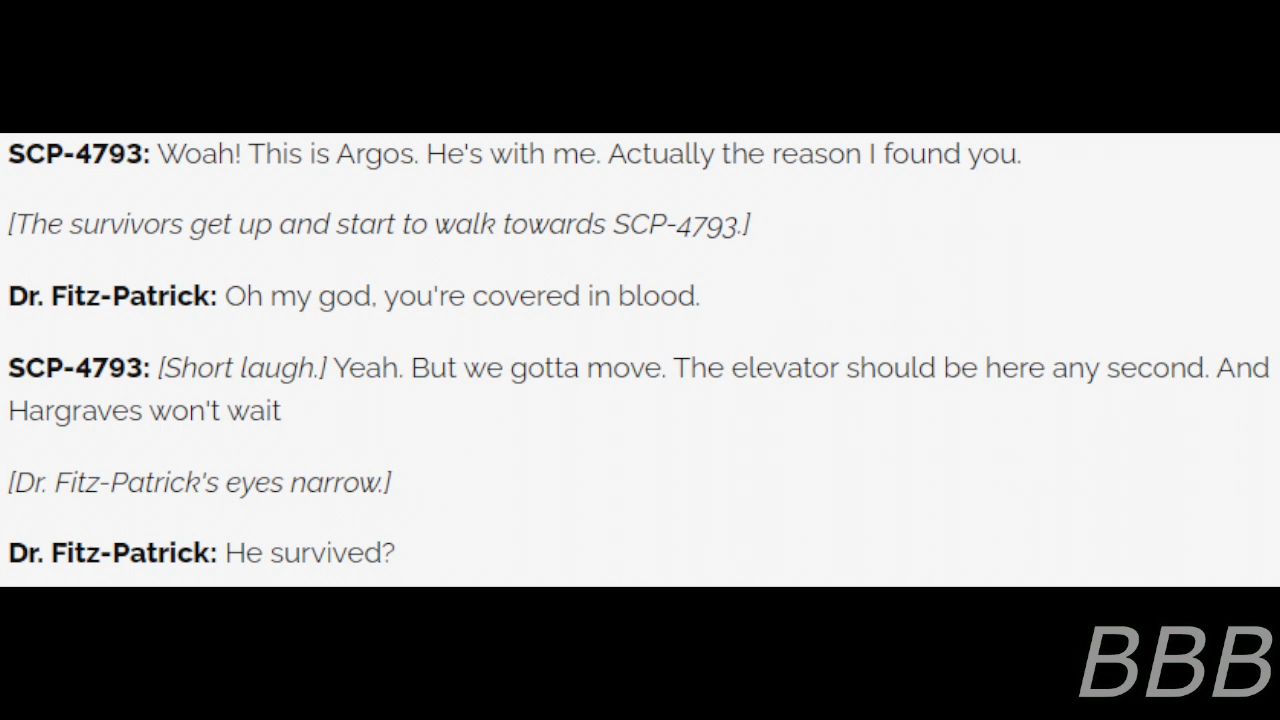 SCP-4793: Woah! This is Argos. He's with me. Actually the reason I found you.
[The survivors get up and start to walk towards SCP-4793.]
Dr. Fitz-Patrick: Oh my god, you're covered in blood.
SCP-4793: [Short laugh.] Yeah. But we gotta move. The elevator should be here any second. And
Hargraves won't wait
[Dr. Fitz-Patrick's eyes narrow.]
Dr. Fitz-Patrick: He survived?
BBB